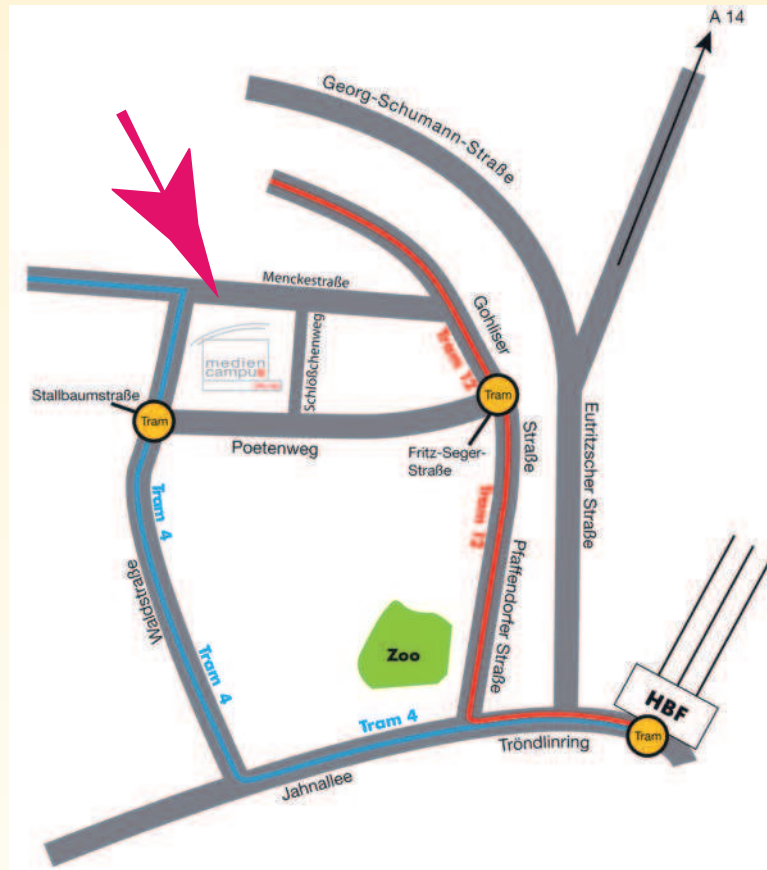 A 14
Georg-Schumann-Straße
Menckestraße
Gohliser
Tram 12
Schlößchenweg
medien
campus
Stallbaumstraße
Tram
Tram
Poetenweg
Fritz-Seger-
Straße
Straße
Eutritzscher Straße
Tram 4
Tram 12
Waldstraße
Pfaffendorfer Straße
Zoo
Tram 4
Tram 4
HBF
Tram
Tröndlinring
Jahnallee